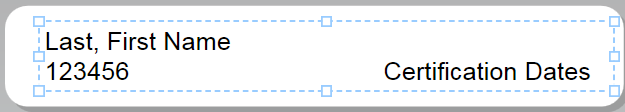 Last, First Name
123456 Certification Dates